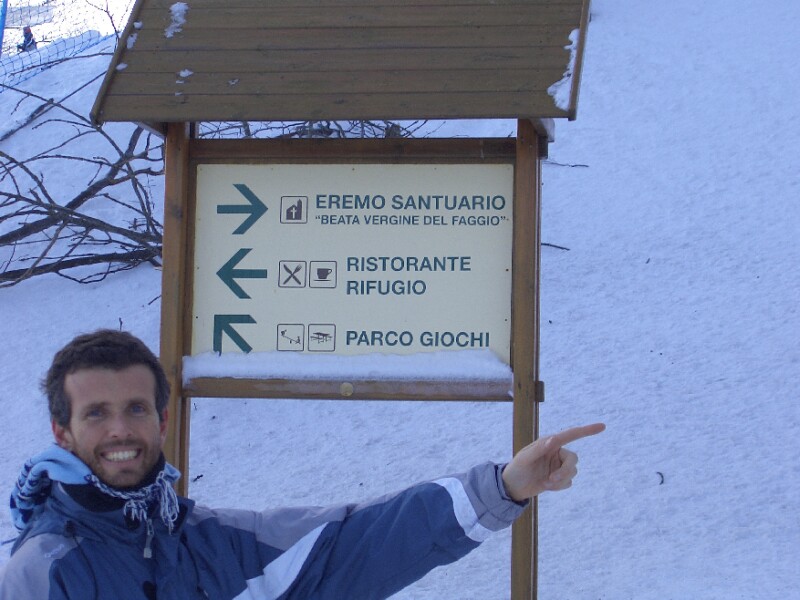 EREMO SANTUARIO
"BEATA VERGINE DEL FAGGIO"
RISTORANTE
RIFUGIO
PARCO GIOCHI